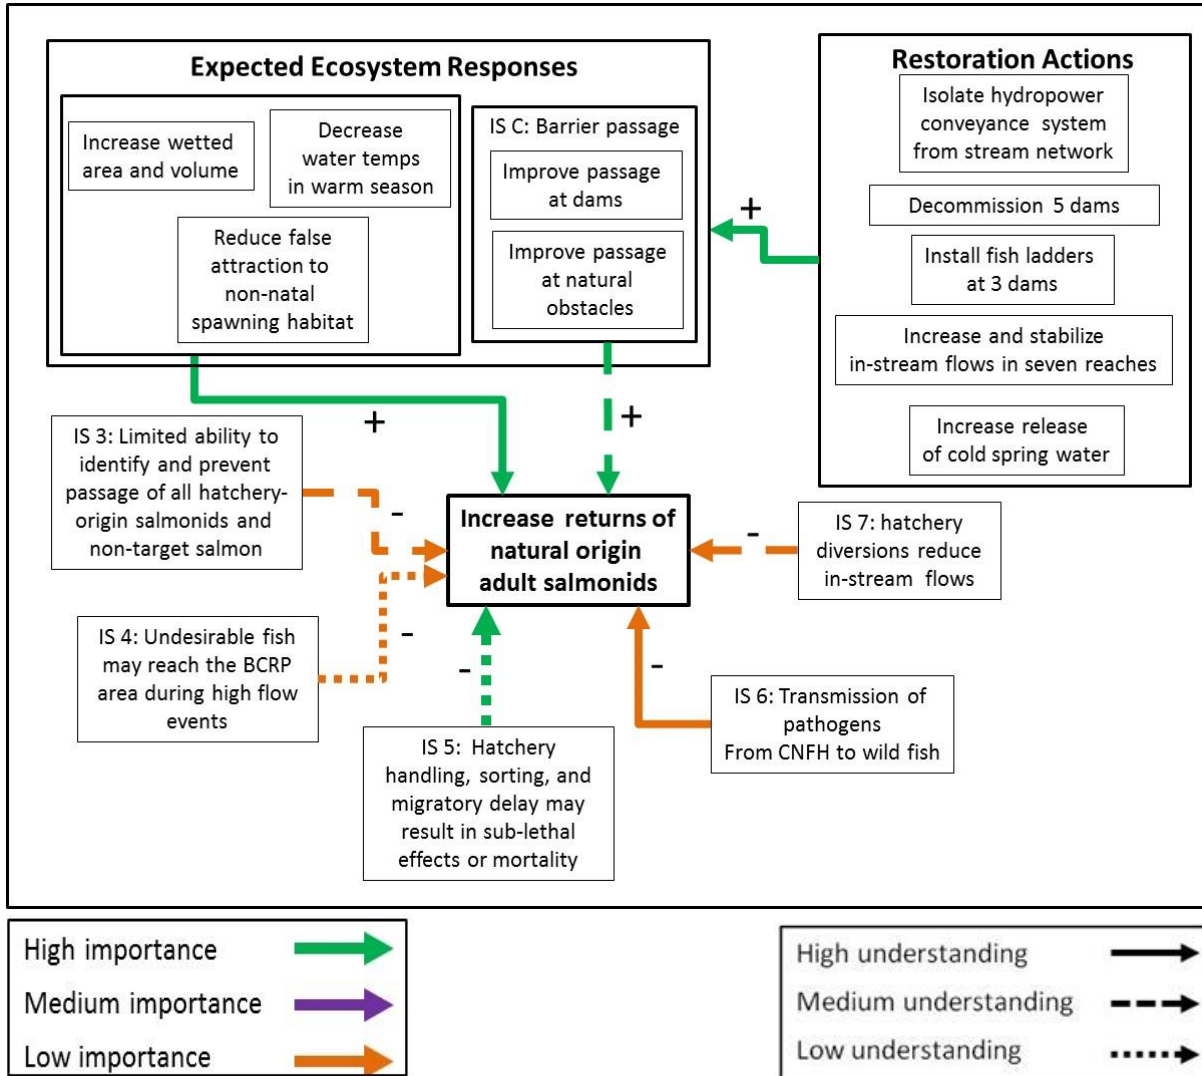 Expected Ecosystem Responses
Increase wetted
area and volume
Decrease
water temps
in warm season
Reduce false
attraction to
non-natal
spawning habitat
IS C: Barrier passage
Improve passage
at dams
Improve passage
at natural
obstacles
+
Restoration Actions
Isolate hydropower
conveyance system
from stream network
Decommission 5 dams
Install fish ladders
at 3 dams
Increase and stabilize
in-stream flows in seven reaches
Increase release
of cold spring water
+
+
IS 3: Limited ability to
identify and prevent
passage of all hatchery-
origin salmonids and
non-target salmon
-
Increase returns of
natural origin
adult salmonids
-
IS 7: hatchery
diversions reduce
in-stream flows
IS 4: Undesirable fish
may reach the BCRP
area during high flow
events
-
-
IS 5: Hatchery
handling, sorting, and
migratory delay may
result in sub-lethal
effects or mortality
-
IS 6: Transmission of
pathogens
From CNFH to wild fish
High importance
Medium importance
Low importance
High understanding
Medium understanding
Low understanding